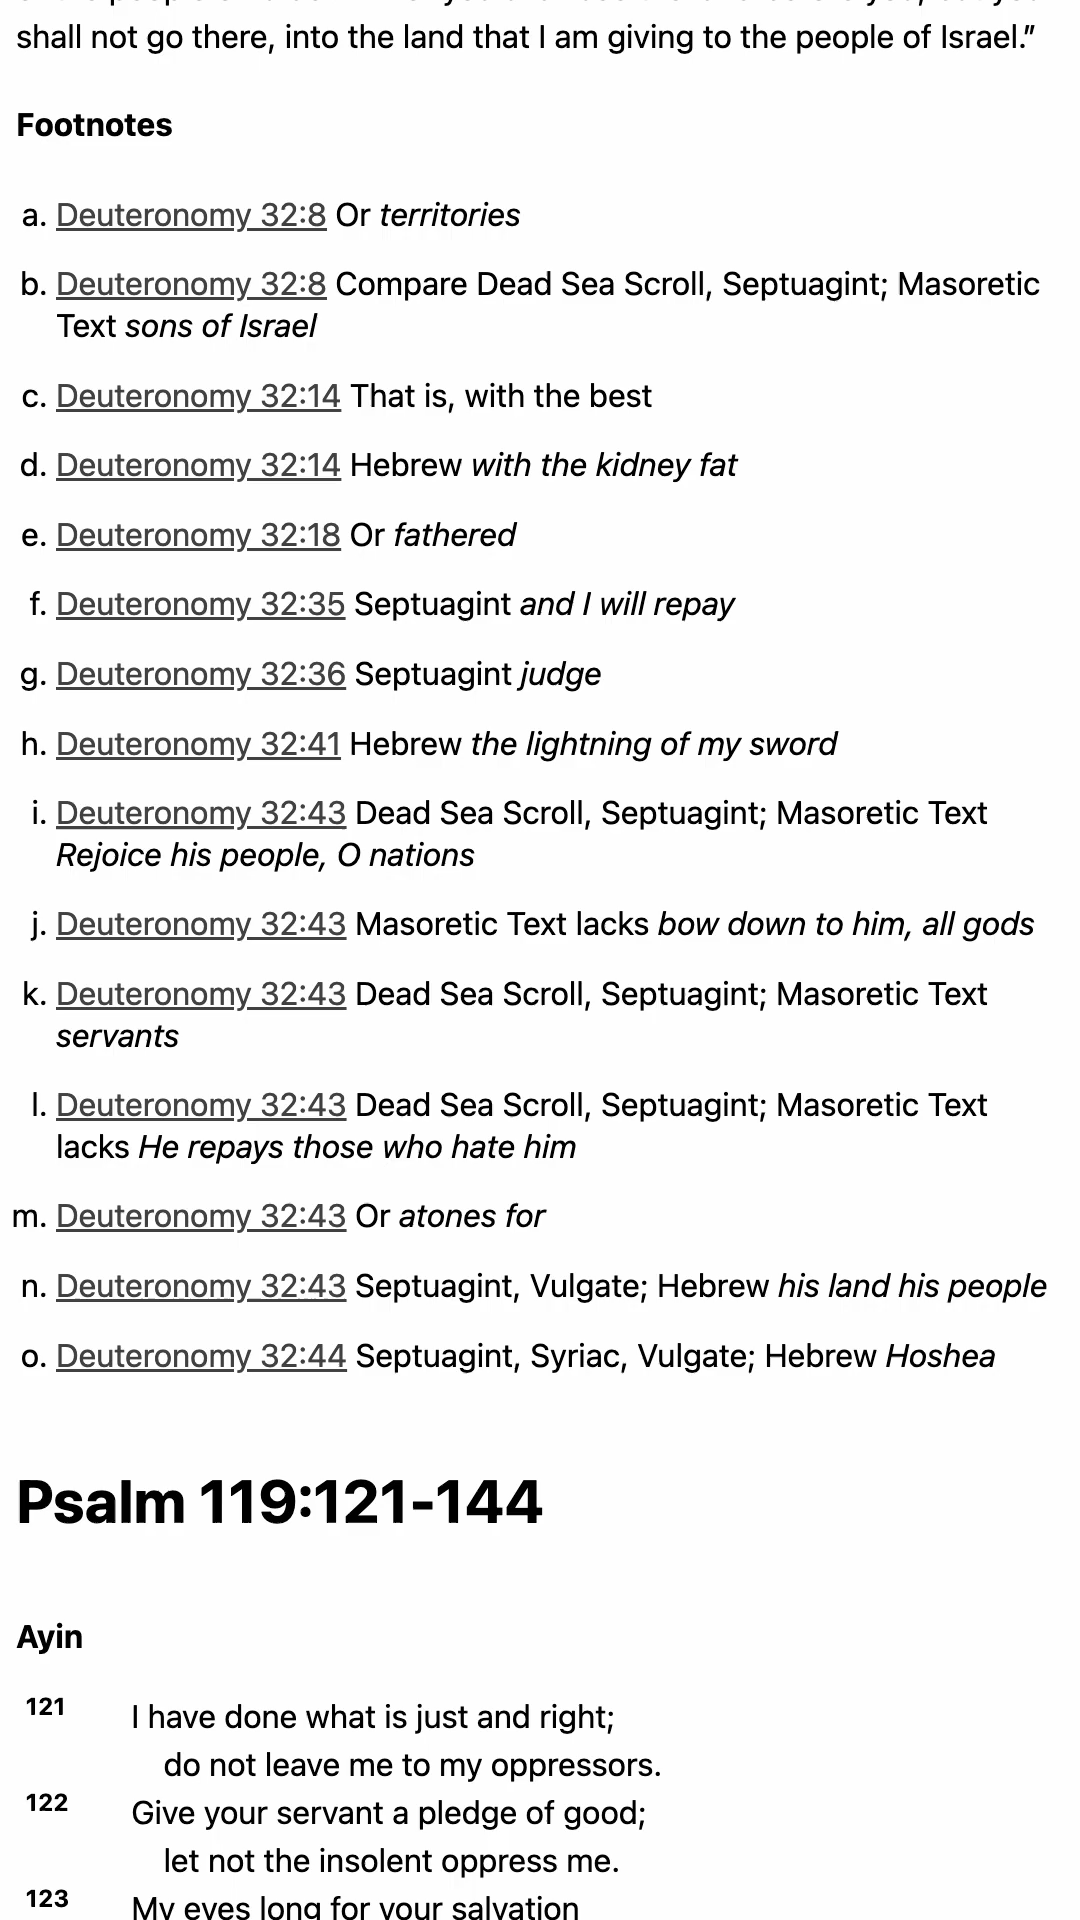 shall not go there, into the land that I am giving to the people of Israel.”
Footnotes
a. Deuteronomy 32:8 Or territories
b. Deuteronomy 32:8 Compare Dead Sea Scroll, Septuagint; Masoretic
Text sons of Israel
c. Deuteronomy 32:14 That is, with the best
d. Deuteronomy 32:14 Hebrew with the kidney fat
e. Deuteronomy 32:18 Or fathered
f. Deuteronomy 32:35 Septuagint and I will repay
g. Deuteronomy 32:36 Septuagint judge
h. Deuteronomy 32:41 Hebrew the lightning of my sword
i. Deuteronomy 32:43 Dead Sea Scroll, Septuagint; Masoretic Text
Rejoice his people, O nations
j. Deuteronomy 32:43 Masoretic Text lacks bow down to him, all gods
k. Deuteronomy 32:43 Dead Sea Scroll, Septuagint; Masoretic Text
servants
l. Deuteronomy 32:43 Dead Sea Scroll, Septuagint; Masoretic Text
lacks He repays those who hate him
m. Deuteronomy 32:43 Or atones for
n. Deuteronomy 32:43 Septuagint, Vulgate; Hebrew his land his people
o. Deuteronomy 32:44 Septuagint, Syriac, Vulgate; Hebrew Hoshea
Psalm 119:121-144
Ayin
121 I have done what is just and right;
do not leave me to my oppressors.
122 Give your servant a pledge of good;
let not the insolent oppress me.
123 My eyes long for your salvation